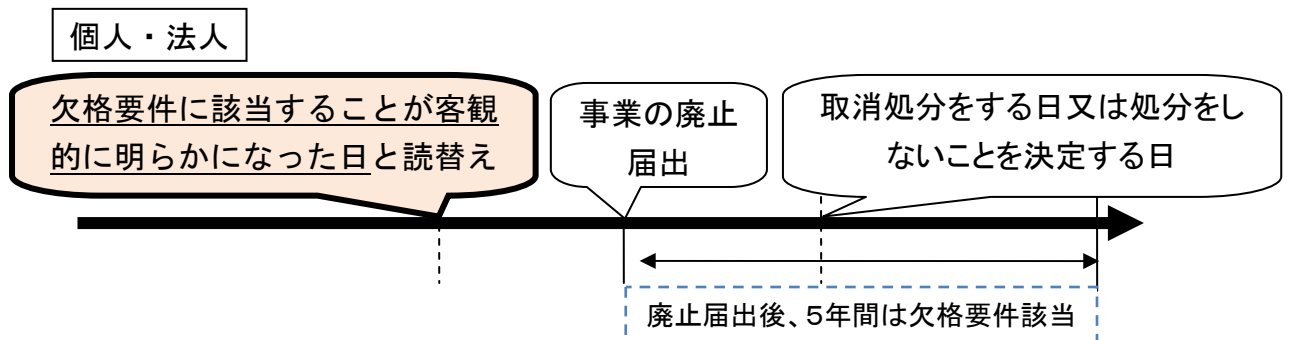 個人・法人
欠格要件に該当することが客観
的に明らかになった日と読替え
事業の廃止
届出
取消処分をする日又は処分をし
ないことを決定する日
廃止届出後、5年間は欠格要件該当